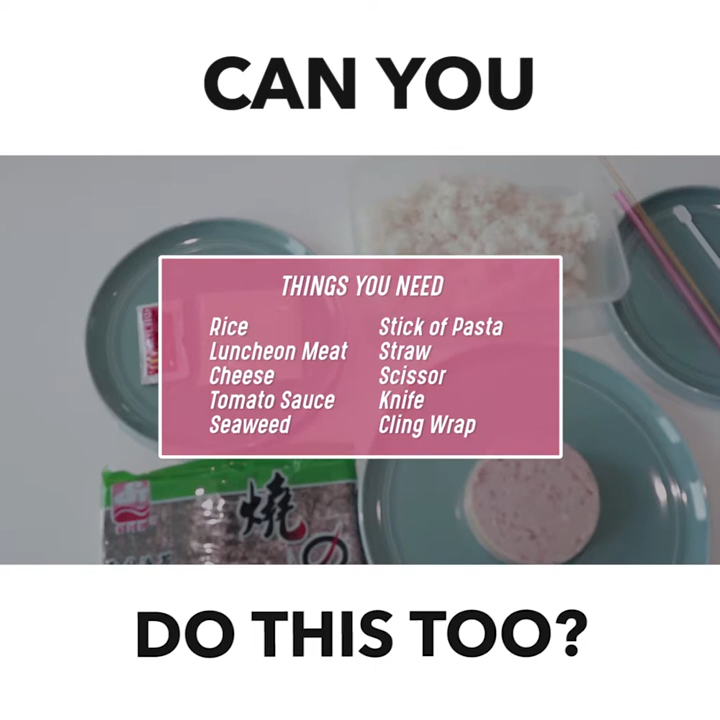 CAN YOU
THINGS YOU NEED
Rice
Luncheon Meat
Cheese
Tomato Sauce
Seaweed
Stick of Pasta
Straw
Scissor
Knife
Cling Wrap
燒
の
DO THIS TOO?